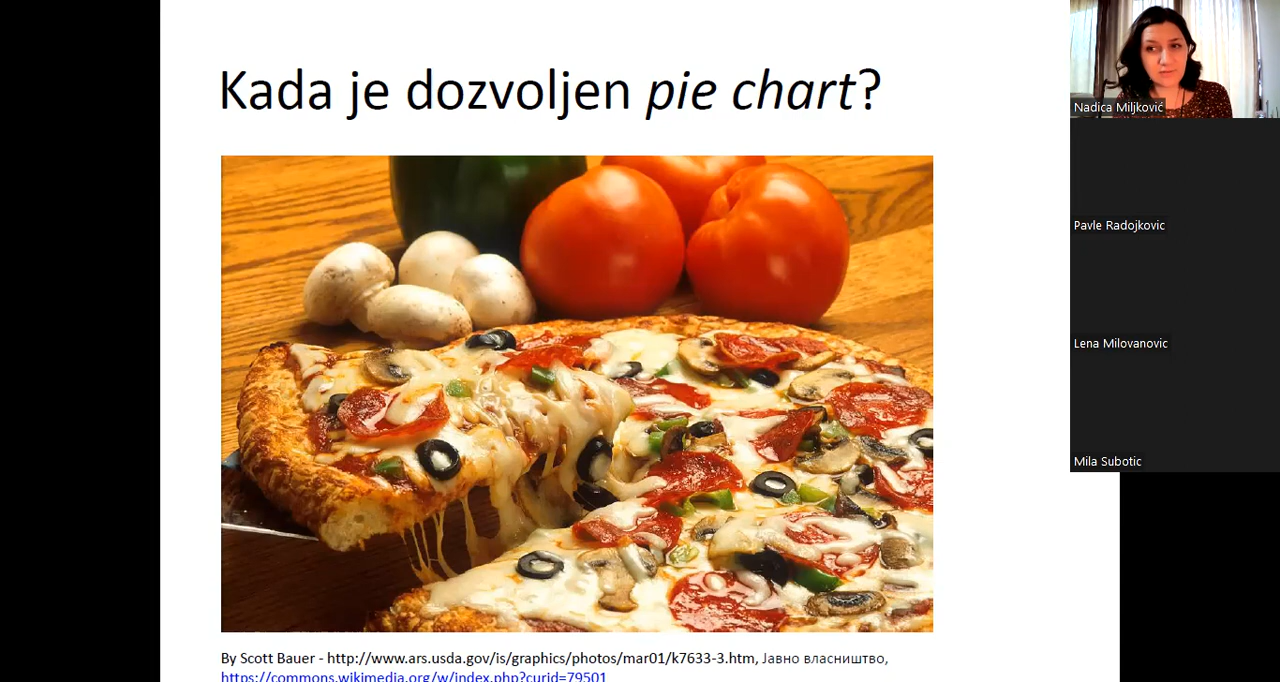 Kada je dozvoljen pie chart?
Nadica Miljković
Pavle Radojkovic
Lena Milovanovic
Mila Subotic
By Scott Bauer - http://www.ars.usda.gov/is/graphics/photos/mar01/k7633-3.htm, Јавно власништво,
https://commons.wikimedia.org/w/index.php?curid=79501